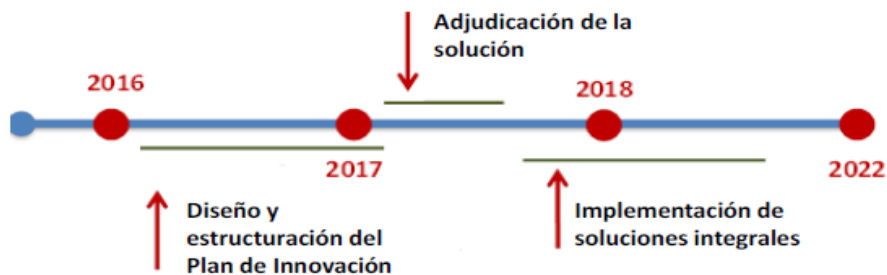 Adjudicación de la
solución
2016
2018
2017
2022
Diseño y
estructuración del
Plan de Innovación
Implementación de
soluciones integrales